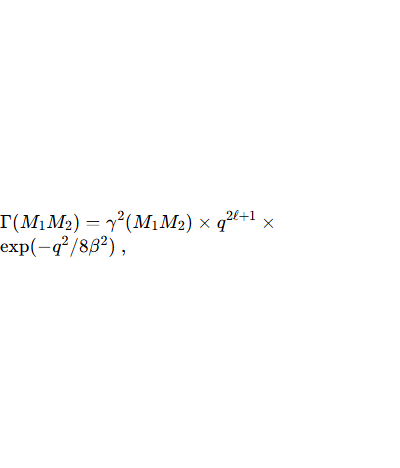 Γ(M₁M₂) = γ²(M₁M₂) × q^{2ℓ+1} ×
exp(−q²/8β²) ,